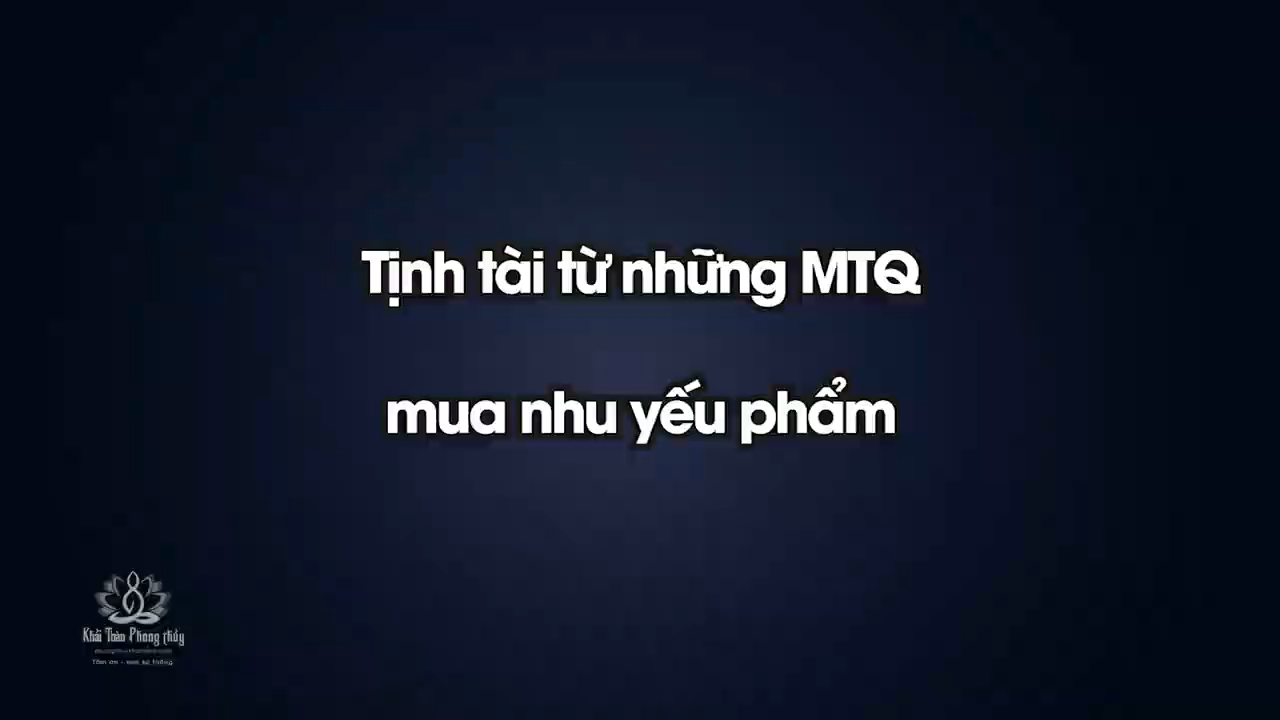 Tịnh tài từ những MTQ
mua nhu yếu phẩm
Khải Toàn Phong thủy